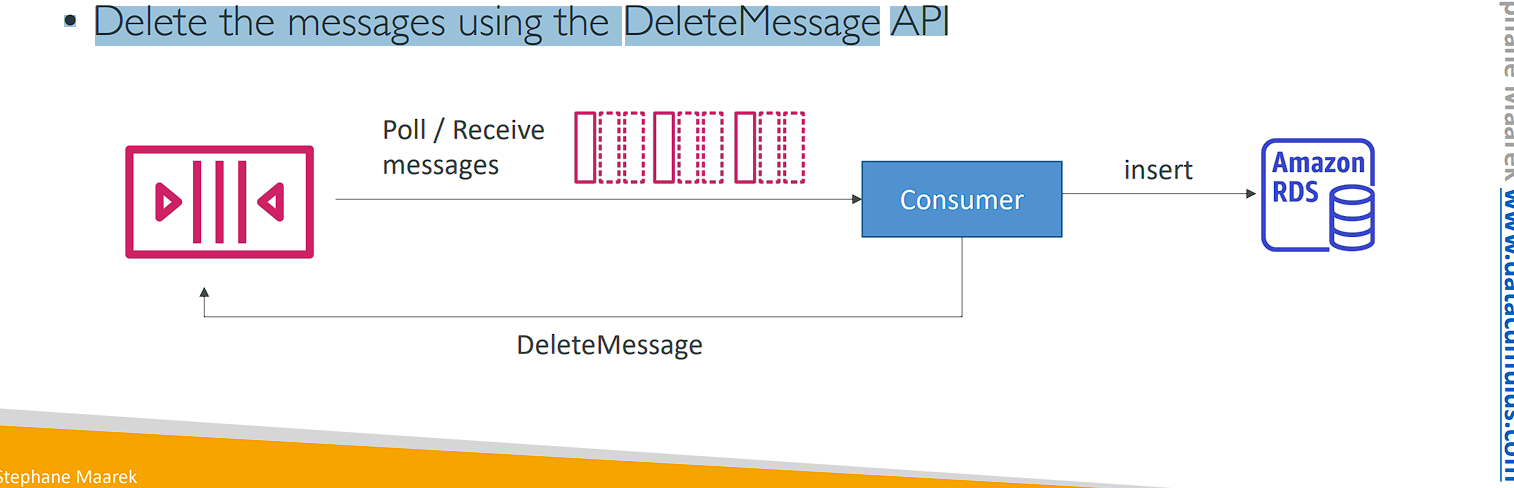 • Delete the messages using the DeleteMessage API
Poll / Receive
messages
Consumer
insert
Amazon
RDS
DeleteMessage
Stephane Maarek
Maarek www.datacumulus.com